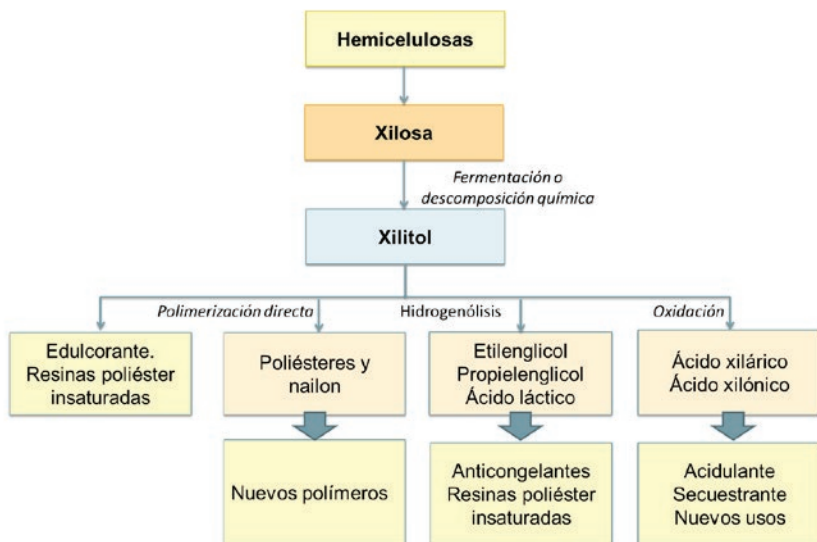 Hemicelulosas
Xilosa
Fermentación o
descomposición química
Xilitol
Polimerización directa
Hidrogenólisis
Oxidación
Edulcorante.
Resinas poliéster
insaturadas
Poliésteres y
nailon
Etilenglicol
Propielenglicol
Ácido láctico
Ácido xilárico
Ácido xilónico
Nuevos polímeros
Anticongelantes
Resinas poliéster
insaturadas
Acidulante
Secuestrante
Nuevos usos